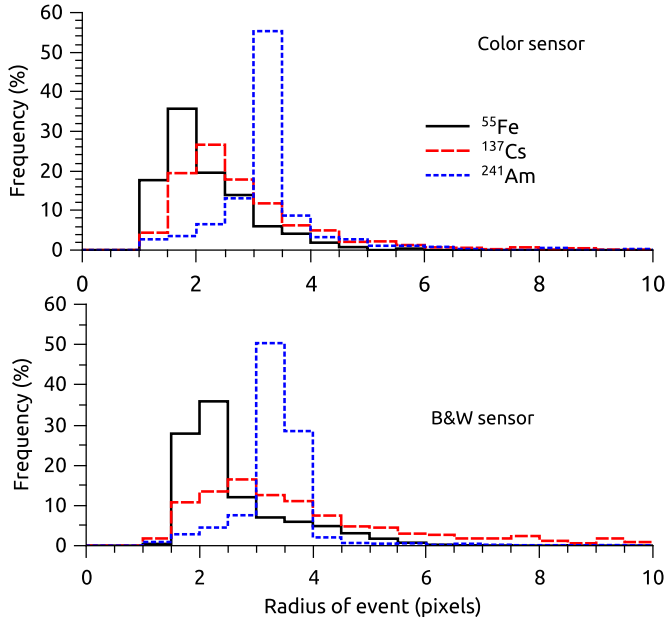 60
50
40
30
20
10
0
Frequency (%)
Color sensor
⁵⁵Fe
¹³⁷Cs
²⁴¹Am
0 2 4 6 8 10
60
50
40
30
20
10
0
Frequency (%)
B&W sensor
0 2 4 6 8 10
Radius of event (pixels)